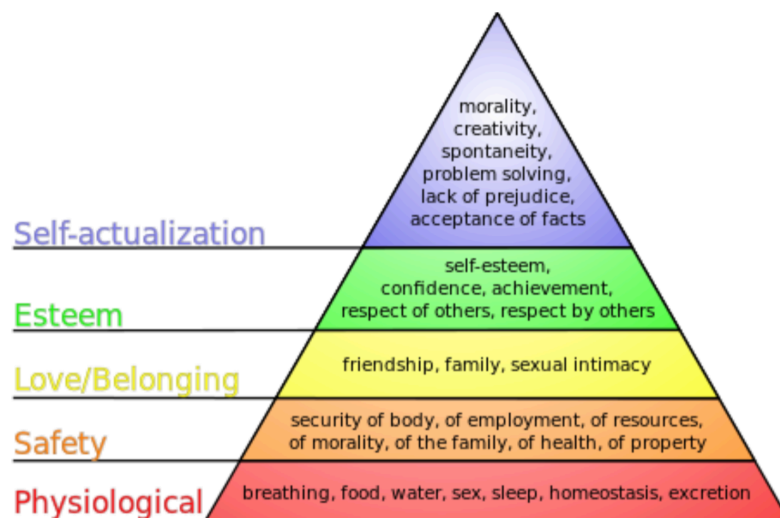 morality,
creativity,
spontaneity,
problem solving,
lack of prejudice,
acceptance of facts
Self-actualization
self-esteem,
confidence, achievement,
respect of others, respect by others
Esteem
friendship, family, sexual intimacy
Love/Belonging
security of body, of employment, of resources,
of morality, of the family, of health, of property
Safety
breathing, food, water, sex, sleep, homeostasis, excretion
Physiological